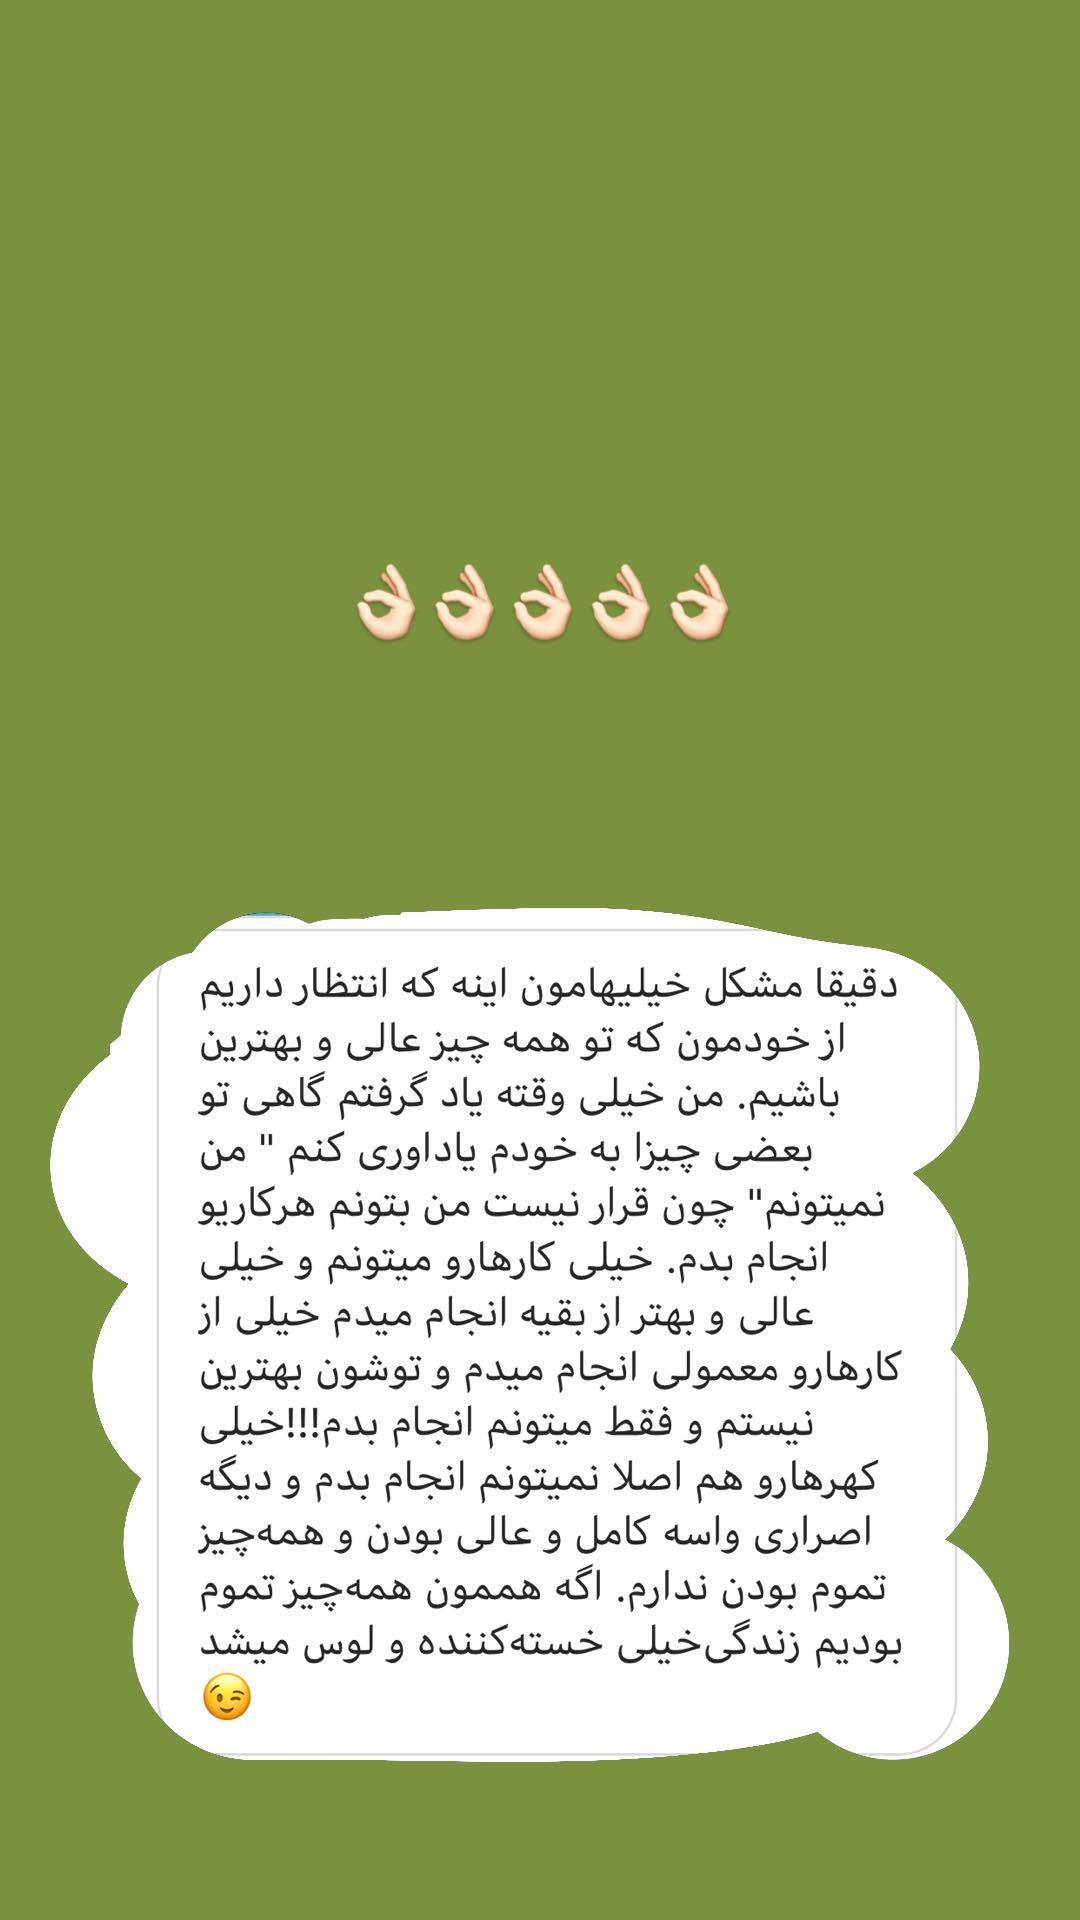 👌🏻👌🏻👌🏻👌🏻👌🏻
دقیقا مشکل خیلیهامون اینه که انتظار داریم
از خودمون که تو همه چیز عالی و بهترین
باشیم. من خیلی وقته یاد گرفتم گاهی تو
بعضی چیزا به خودم یاداوری کنم " من
نمیتونم" چون قرار نیست من بتونم هرکاریو
انجام بدم. خیلی کارهارو میتونم و خیلی
عالی و بهتر از بقیه انجام میدم خیلی از
کارهارو معمولی انجام میدم و توشون بهترین
نیستم و فقط میتونم انجام بدم!!!خیلی
کهرهارو هم اصلا نمیتونم انجام بدم و دیگه
اصراری واسه کامل و عالی بودن و همه‌چیز
تموم بودن ندارم. اگه هممون همه‌چیز تموم
بودیم زندگی‌خیلی خسته‌کننده و لوس میشد
😉